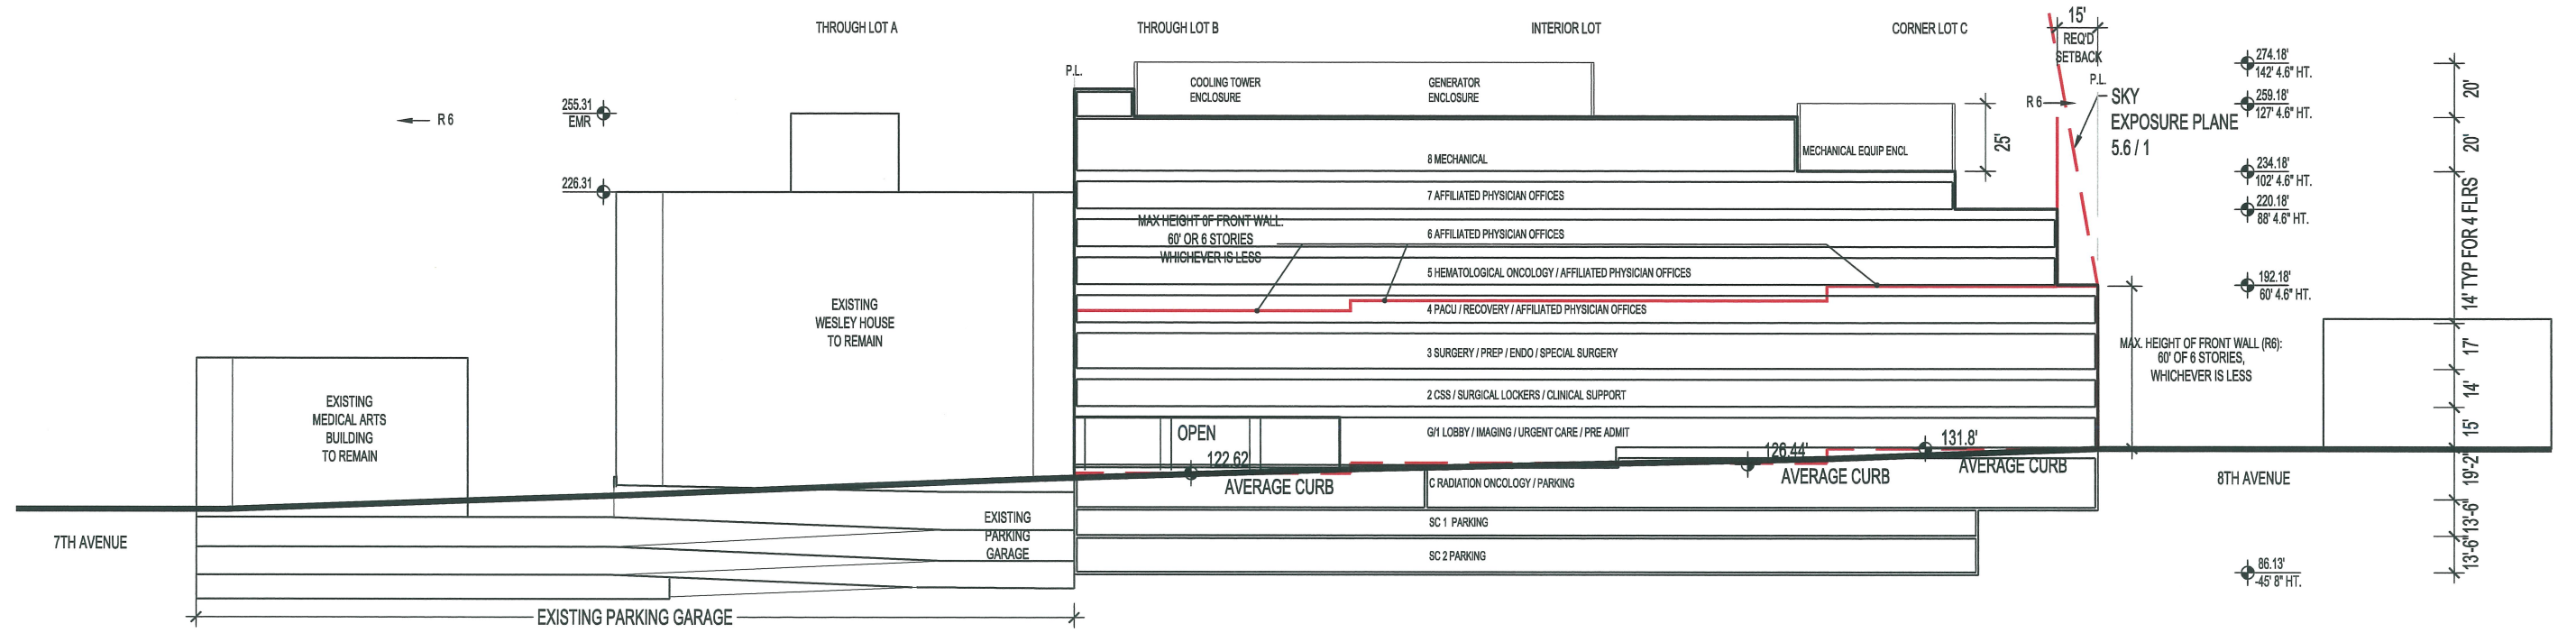 THROUGH LOT A
THROUGH LOT B
INTERIOR LOT
CORNER LOT C
15'
REQ'D
SETBACK
P.L.
P.L.
R 6
R 6
SKY
EXPOSURE PLANE
5.6 / 1
274.18'
142' 4.6" HT.
259.18'
127' 4.6" HT.
234.18'
102' 4.6" HT.
220.18'
88' 4.6" HT.
192.18'
60' 4.6" HT.
86.13'
-45' 8" HT.
20'
20'
14' TYP FOR 4 FLRS
17'
14'
15'
19'-2"
13'-6"
13'-6"
25'
255.31
EMR
226.31
COOLING TOWER
ENCLOSURE
GENERATOR
ENCLOSURE
MECHANICAL EQUIP ENCL
8 MECHANICAL
7 AFFILIATED PHYSICIAN OFFICES
MAX HEIGHT 0F FRONT WALL:
60' OR 6 STORIES
WHICHEVER IS LESS
6 AFFILIATED PHYSICIAN OFFICES
5 HEMATOLOGICAL ONCOLOGY / AFFILIATED PHYSICIAN OFFICES
4 PACU / RECOVERY / AFFILIATED PHYSICIAN OFFICES
3 SURGERY / PREP / ENDO / SPECIAL SURGERY
2 CSS / SURGICAL LOCKERS / CLINICAL SUPPORT
G/1 LOBBY / IMAGING / URGENT CARE / PRE ADMIT
OPEN
122.62
AVERAGE CURB
126.44'
AVERAGE CURB
131.8'
AVERAGE CURB
C RADIATION ONCOLOGY / PARKING
SC 1 PARKING
SC 2 PARKING
MAX. HEIGHT OF FRONT WALL (R6):
60' OF 6 STORIES,
WHICHEVER IS LESS
8TH AVENUE
EXISTING
WESLEY HOUSE
TO REMAIN
EXISTING
MEDICAL ARTS
BUILDING
TO REMAIN
7TH AVENUE
EXISTING
PARKING
GARAGE
EXISTING PARKING GARAGE